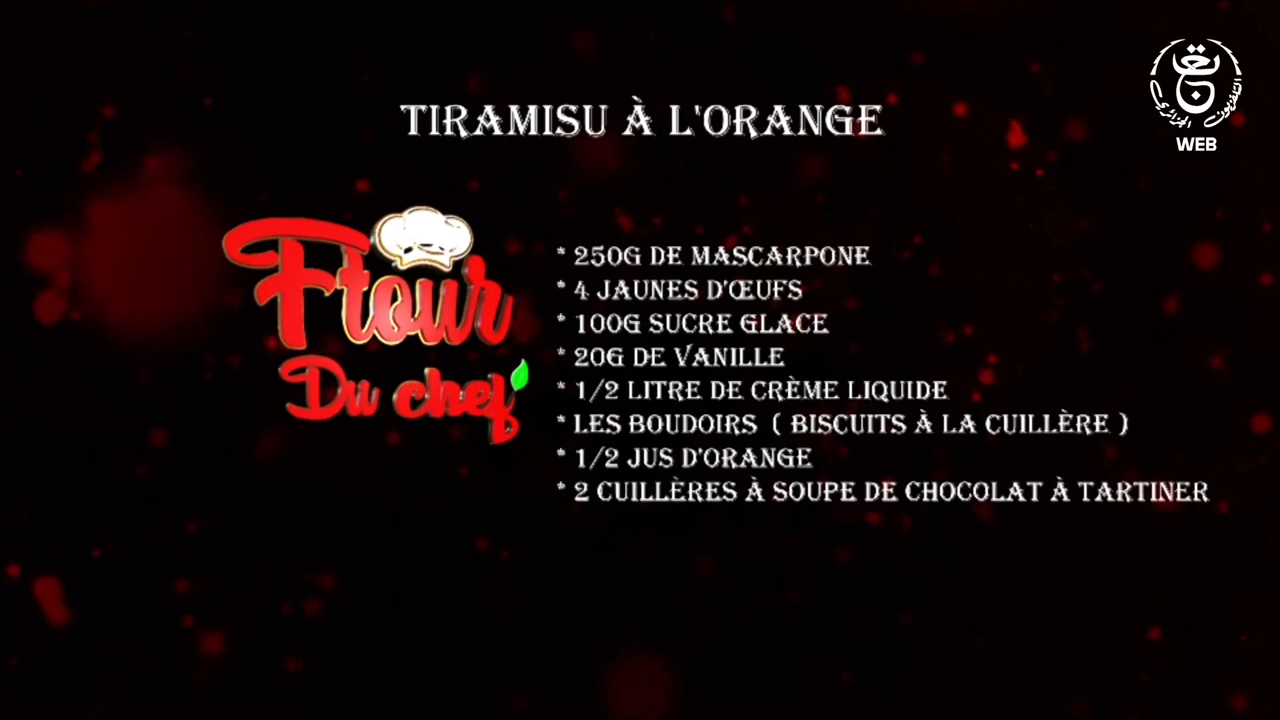 التلفزيون الجزائري
WEB
TIRAMISU À L'ORANGE
Ftour
Du chef
* 250G DE MASCARPONE
* 4 JAUNES D'ŒUFS
* 100G SUCRE GLACE
* 20G DE VANILLE
* 1/2 LITRE DE CRÈME LIQUIDE
* LES BOUDOIRS ( BISCUITS À LA CUILLÈRE )
* 1/2 JUS D'ORANGE
* 2 CUILLÈRES À SOUPE DE CHOCOLAT À TARTINER